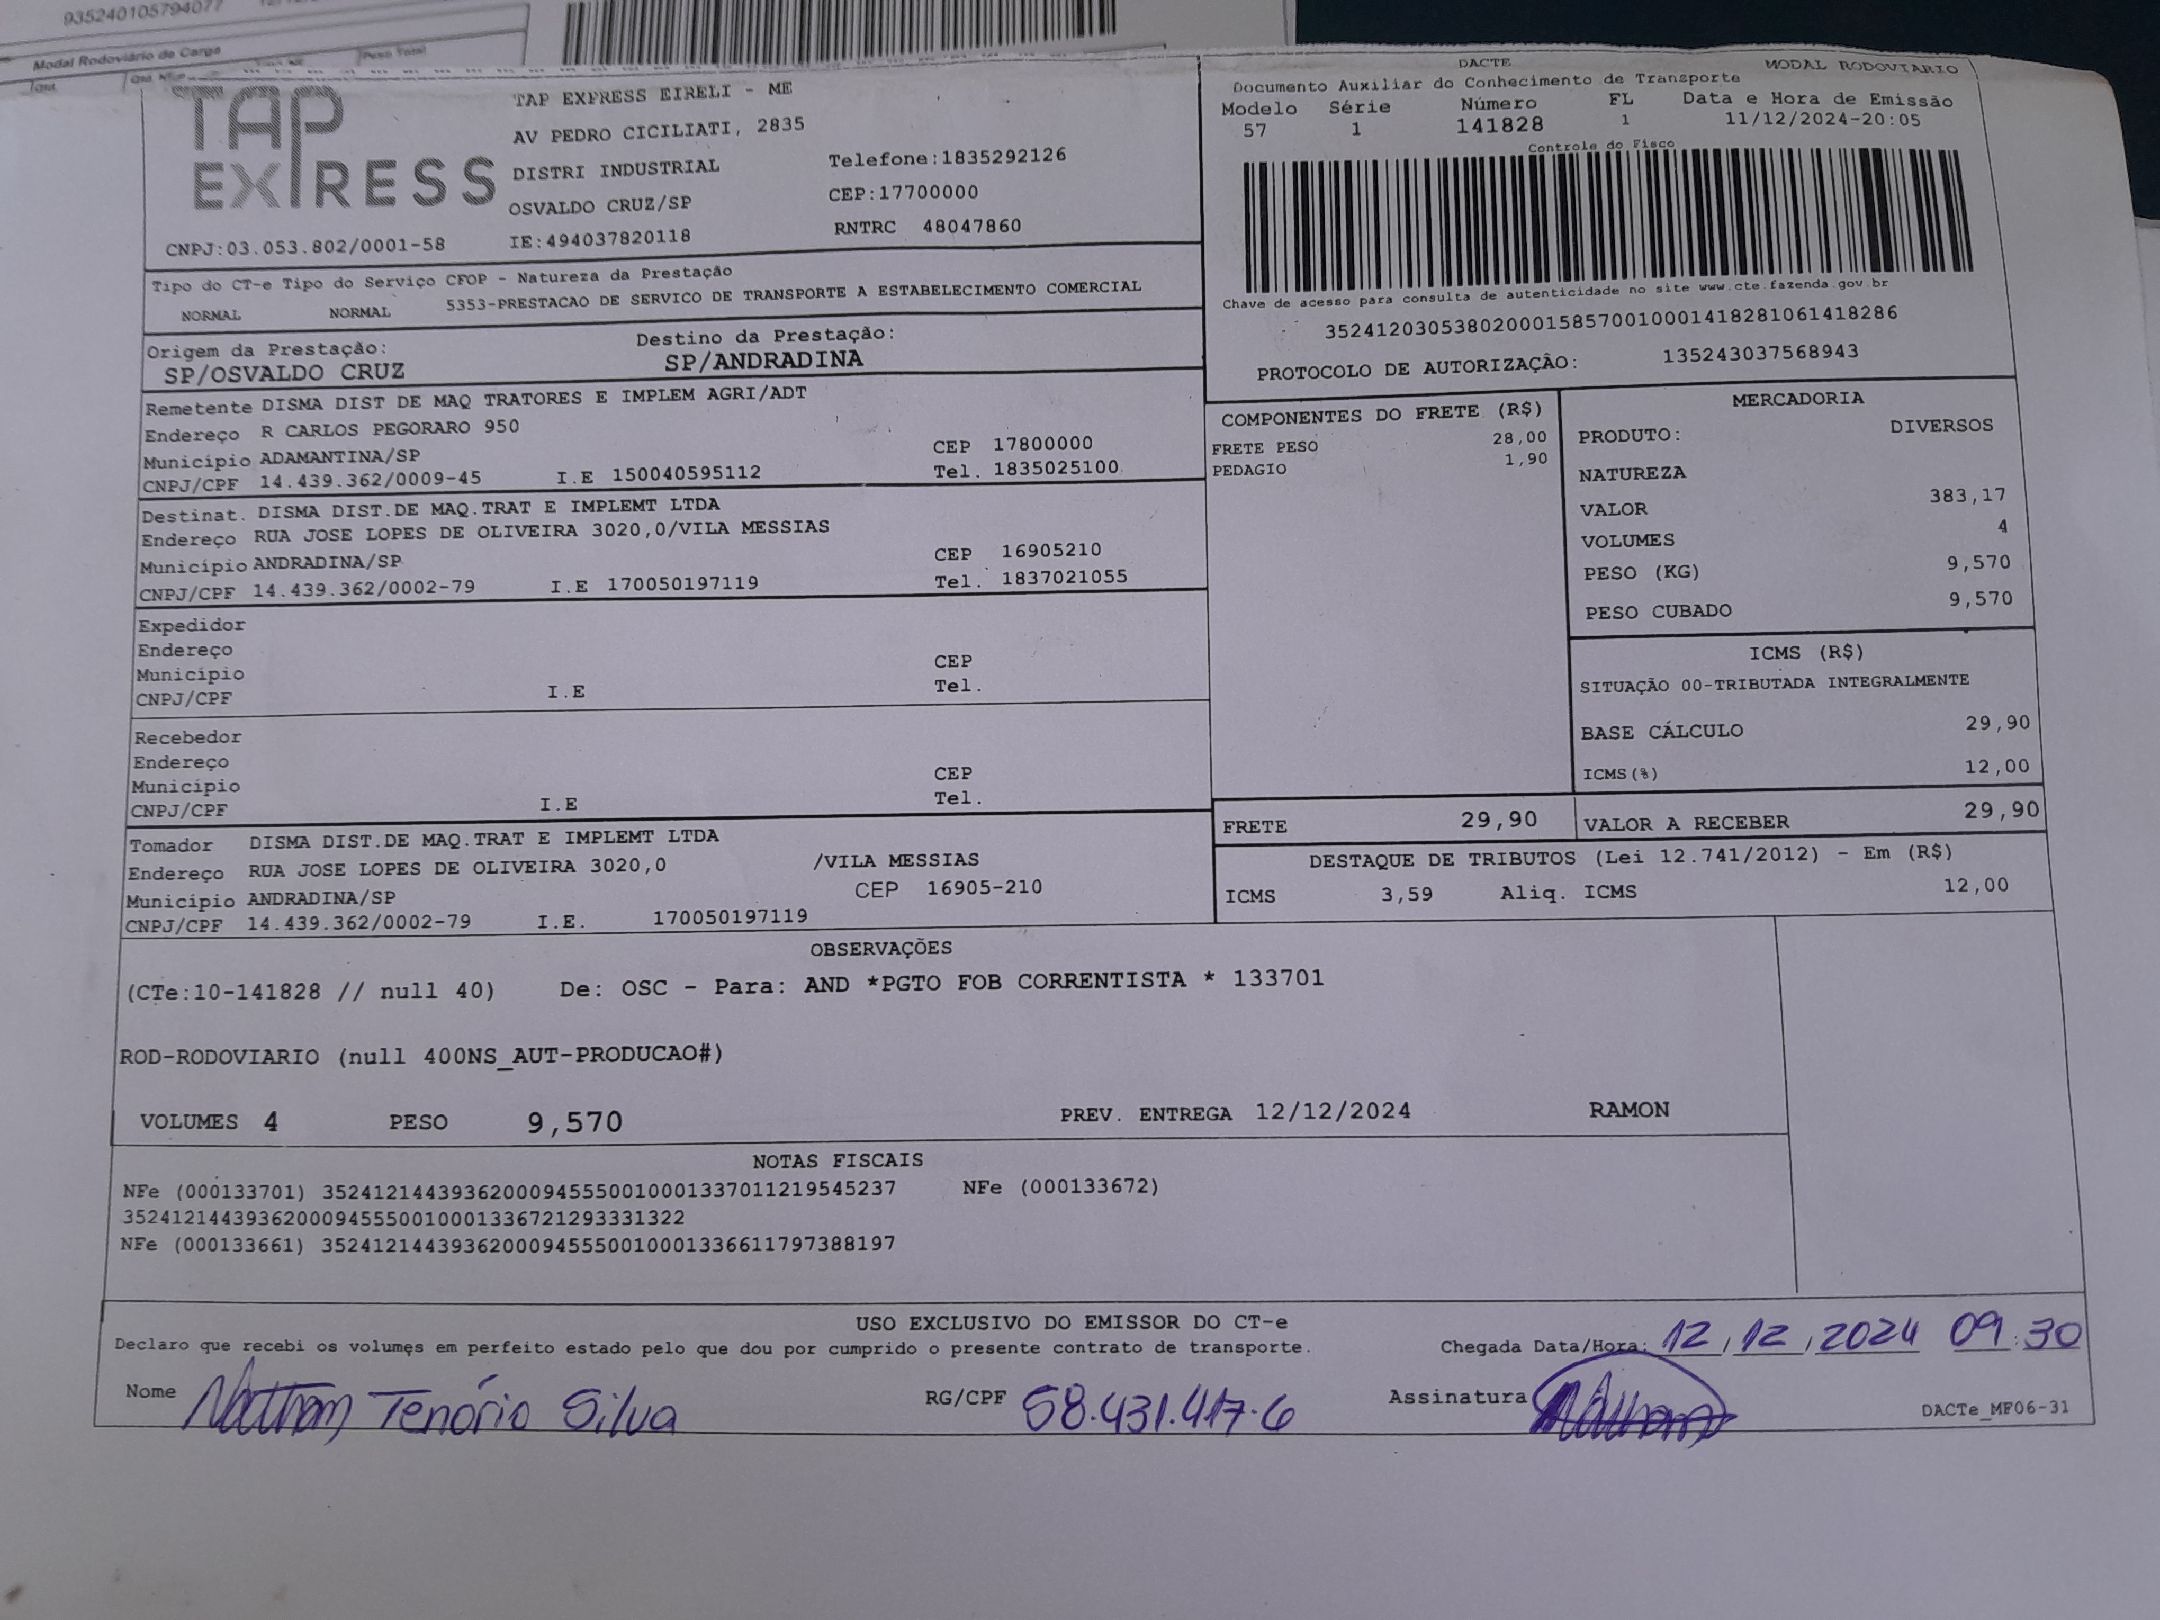 935240105794077
Modal Rodoviário de Carga
Peso Total
TAP EXPRESS
TAP EXPRESS EIRELI - ME
AV PEDRO CICILIATI, 2835
DISTRI INDUSTRIAL Telefone:1835292126
OSVALDO CRUZ/SP CEP:17700000
CNPJ:03.053.802/0001-58 IE:494037820118 RNTRC 48047860
DACTE MODAL RODOVIARIO
Documento Auxiliar do Conhecimento de Transporte
Modelo Série Número FL Data e Hora de Emissão
57 1 141828 1 11/12/2024-20:05
Controle do Fisco
Chave de acesso para consulta de autenticidade no site www.cte.fazenda.gov.br
35241203053802000158570010001418281061418286
PROTOCOLO DE AUTORIZAÇÃO: 135243037568943
Tipo do CT-e Tipo do Serviço CFOP - Natureza da Prestação
NORMAL NORMAL 5353-PRESTACAO DE SERVICO DE TRANSPORTE A ESTABELECIMENTO COMERCIAL
Origem da Prestação: Destino da Prestação:
SP/OSVALDO CRUZ SP/ANDRADINA
Remetente DISMA DIST DE MAQ TRATORES E IMPLEM AGRI/ADT
Endereço R CARLOS PEGORARO 950
Município ADAMANTINA/SP CEP 17800000
CNPJ/CPF 14.439.362/0009-45 I.E 150040595112 Tel. 1835025100
Destinat. DISMA DIST.DE MAQ.TRAT E IMPLEMT LTDA
Endereço RUA JOSE LOPES DE OLIVEIRA 3020,0/VILA MESSIAS
Município ANDRADINA/SP CEP 16905210
CNPJ/CPF 14.439.362/0002-79 I.E 170050197119 Tel. 1837021055
Expedidor
Endereço
Município CEP
CNPJ/CPF I.E Tel.
Recebedor
Endereço
Município CEP
CNPJ/CPF I.E Tel.
Tomador DISMA DIST.DE MAQ.TRAT E IMPLEMT LTDA
Endereço RUA JOSE LOPES DE OLIVEIRA 3020,0 /VILA MESSIAS
Município ANDRADINA/SP CEP 16905-210
CNPJ/CPF 14.439.362/0002-79 I.E. 170050197119
COMPONENTES DO FRETE (R$)
FRETE PESO 28,00
PEDAGIO 1,90
MERCADORIA
PRODUTO: DIVERSOS
NATUREZA
VALOR 383,17
VOLUMES 4
PESO (KG) 9,570
PESO CUBADO 9,570
ICMS (R$)
SITUAÇÃO 00-TRIBUTADA INTEGRALMENTE
BASE CÁLCULO 29,90
ICMS(%) 12,00
FRETE 29,90 VALOR A RECEBER 29,90
DESTAQUE DE TRIBUTOS (Lei 12.741/2012) - Em (R$)
ICMS 3,59 Aliq. ICMS 12,00
OBSERVAÇÕES
(CTe:10-141828 // null 40) De: OSC - Para: AND *PGTO FOB CORRENTISTA * 133701
ROD-RODOVIARIO (null 400NS_AUT-PRODUCAO#)
VOLUMES 4 PESO 9,570 PREV. ENTREGA 12/12/2024 RAMON
NOTAS FISCAIS
NFe (000133701) 35241214439362000945550010001337011219545237 NFe (000133672)
35241214439362000945550010001336721293331322
NFe (000133661) 35241214439362000945550010001336611797388197
USO EXCLUSIVO DO EMISSOR DO CT-e
Declaro que recebi os volumes em perfeito estado pelo que dou por cumprido o presente contrato de transporte. Chegada Data/Hora: 12/12/2024 09:30
Nome Nathan Tenório Silva RG/CPF 58.431.417-6 Assinatura Nathan
DACTe_MF06-31